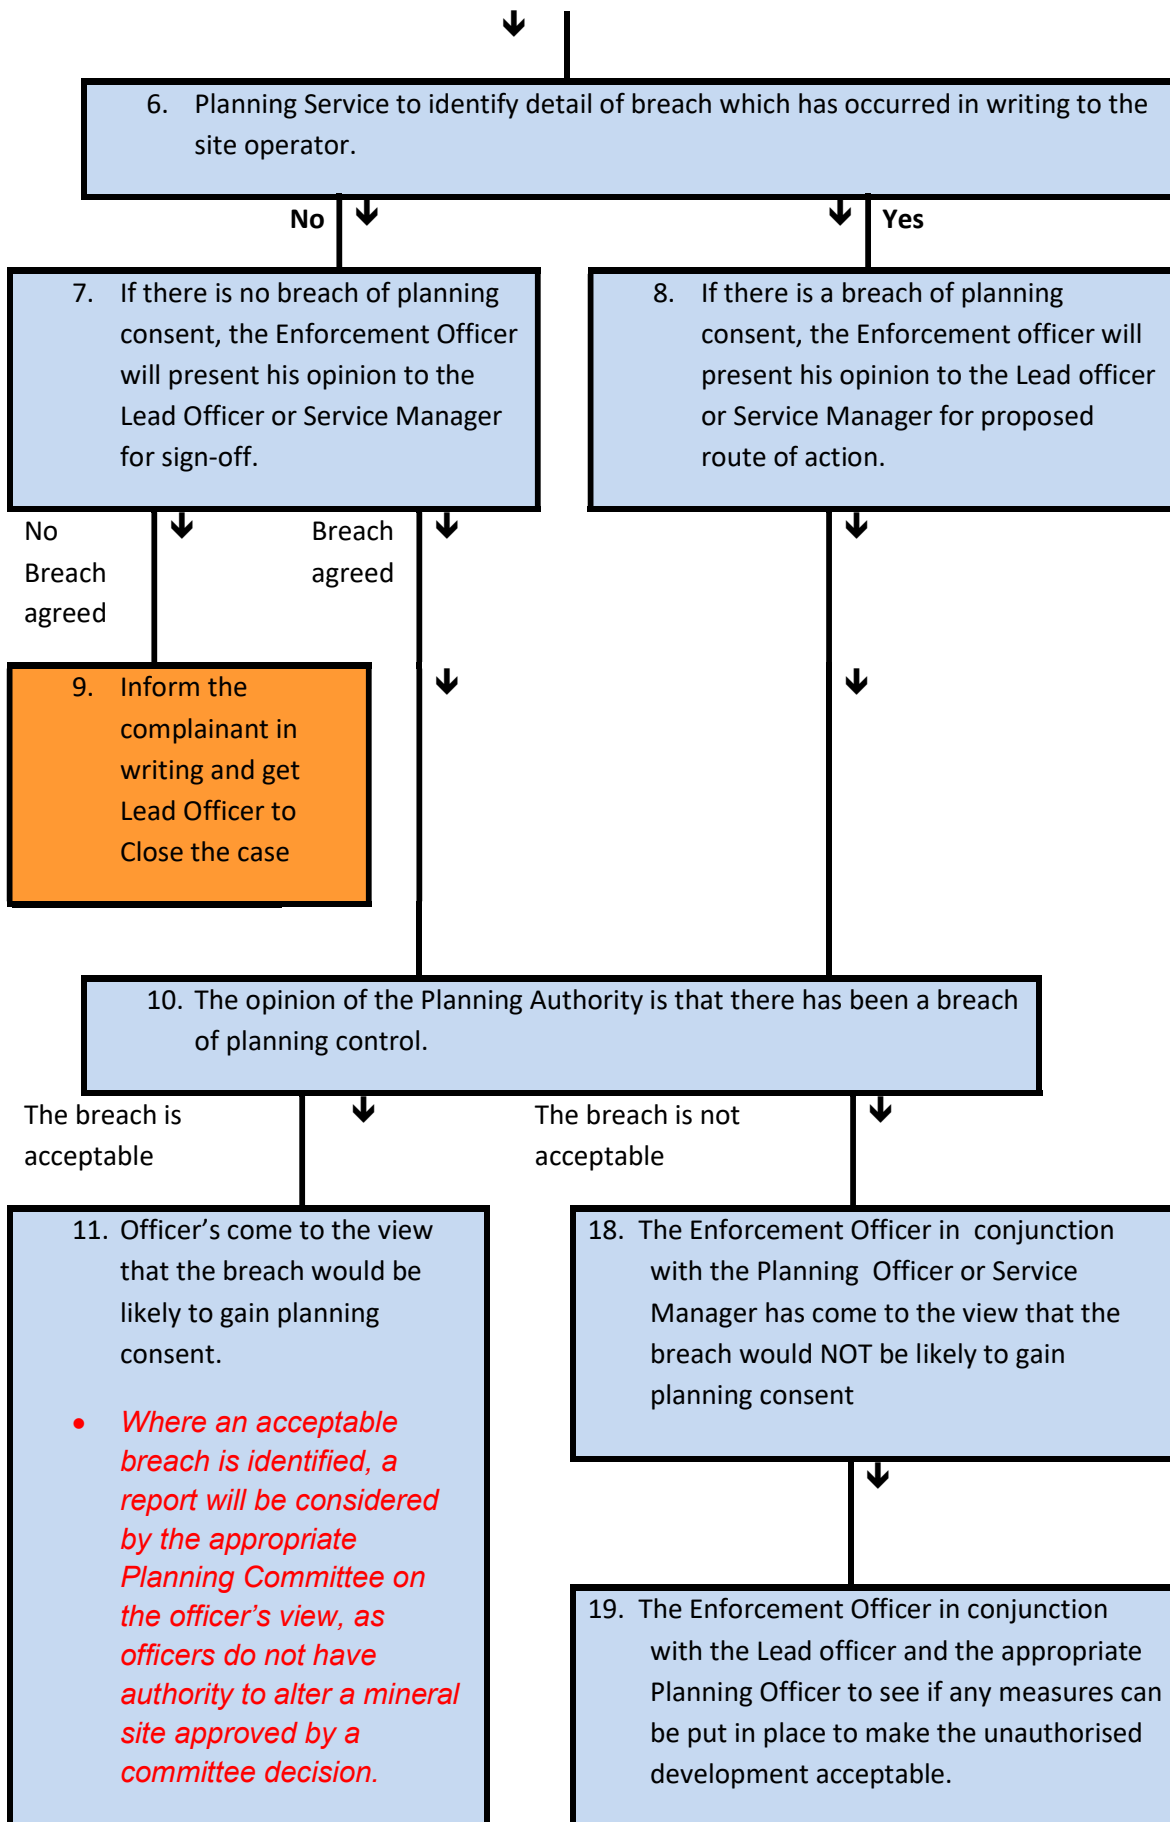 6. Planning Service to identify detail of breach which has occurred in writing to the
site operator.
No
Yes
7. If there is no breach of planning
consent, the Enforcement Officer
will present his opinion to the
Lead Officer or Service Manager
for sign-off.
8. If there is a breach of planning
consent, the Enforcement officer will
present his opinion to the Lead officer
or Service Manager for proposed
route of action.
No
Breach
agreed
Breach
agreed
9. Inform the
complainant in
writing and get
Lead Officer to
Close the case
10. The opinion of the Planning Authority is that there has been a breach
of planning control.
The breach is
acceptable
The breach is not
acceptable
11. Officer’s come to the view
that the breach would be
likely to gain planning
consent.
• Where an acceptable
breach is identified, a
report will be considered
by the appropriate
Planning Committee on
the officer’s view, as
officers do not have
authority to alter a mineral
site approved by a
committee decision.
18. The Enforcement Officer in conjunction
with the Planning Officer or Service
Manager has come to the view that the
breach would NOT be likely to gain
planning consent
19. The Enforcement Officer in conjunction
with the Lead officer and the appropriate
Planning Officer to see if any measures can
be put in place to make the unauthorised
development acceptable.